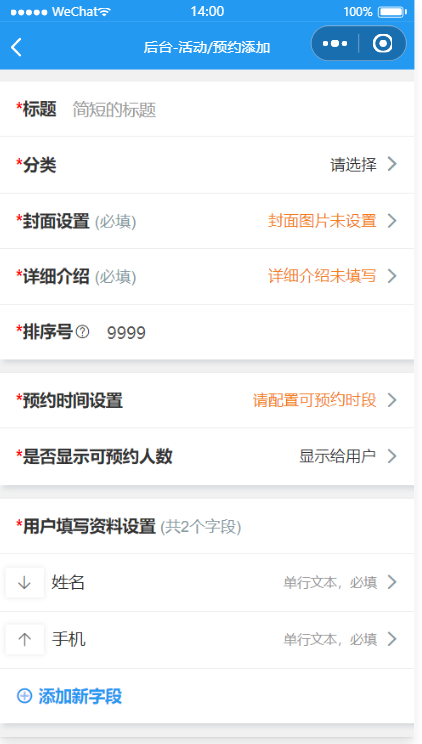 WeChat 14:00 100%
后台-活动/预约添加
*标题 简短的标题
*分类 请选择
*封面设置 (必填) 封面图片未设置
*详细介绍 (必填) 详细介绍未填写
*排序号? 9999
*预约时间设置 请配置可预约时段
*是否显示可预约人数 显示给用户
*用户填写资料设置 (共2个字段)
姓名 单行文本，必填
手机 单行文本，必填
添加新字段